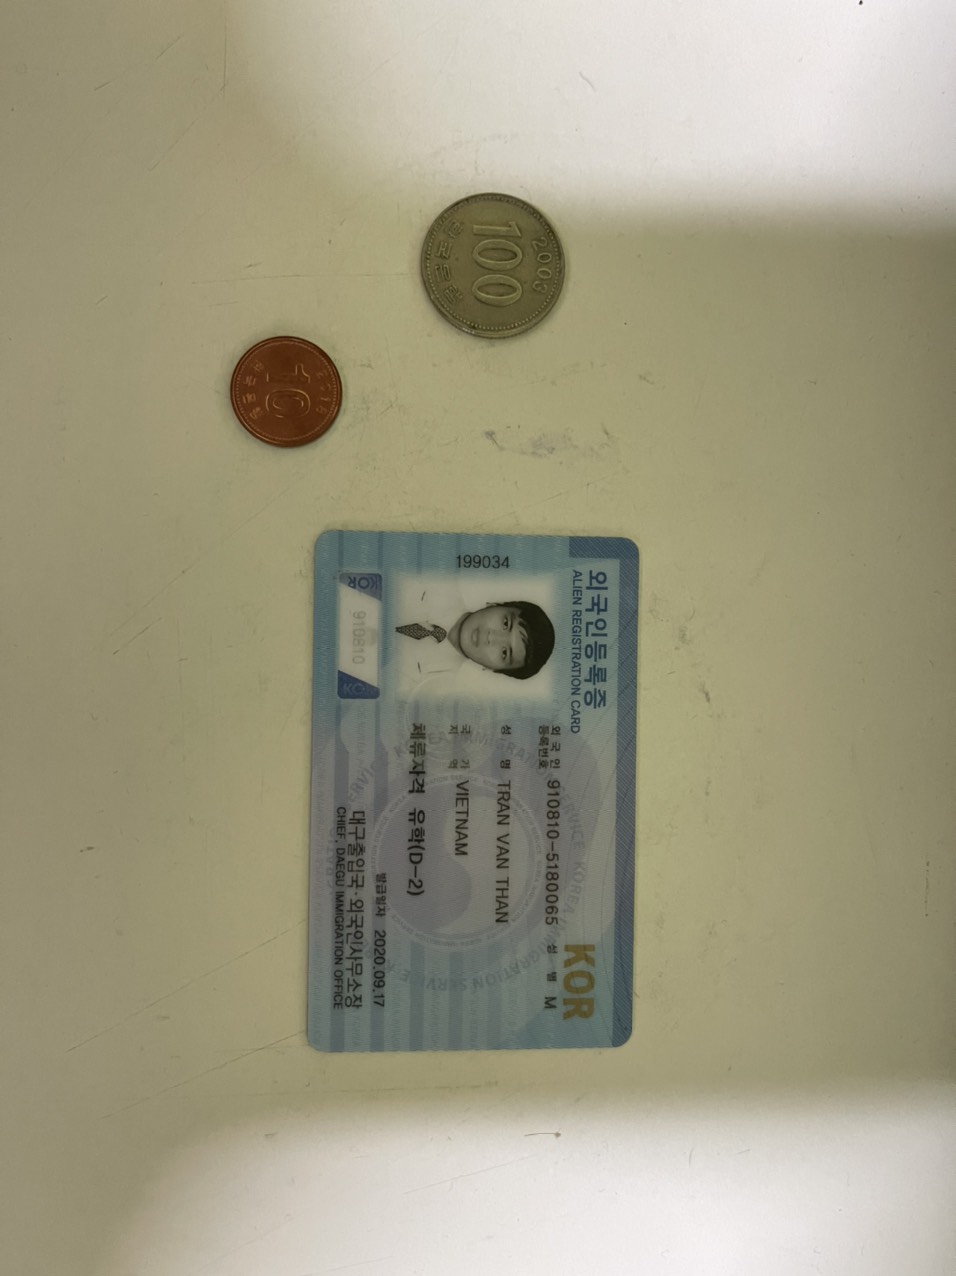 외국인등록증
ALIEN REGISTRATION CARD
KOR
외국인등록번호 910810-5180065 성별 M
성명 TRAN VAN THAN
국가지역 VIETNAM
체류자격 유학(D-2)
발급일자 2020.09.17
대구출입국·외국인사무소장
CHIEF, DAEGU IMMIGRATION OFFICE
199034
KOR 910810 KOR
2003
100
한국은행
10
한국은행